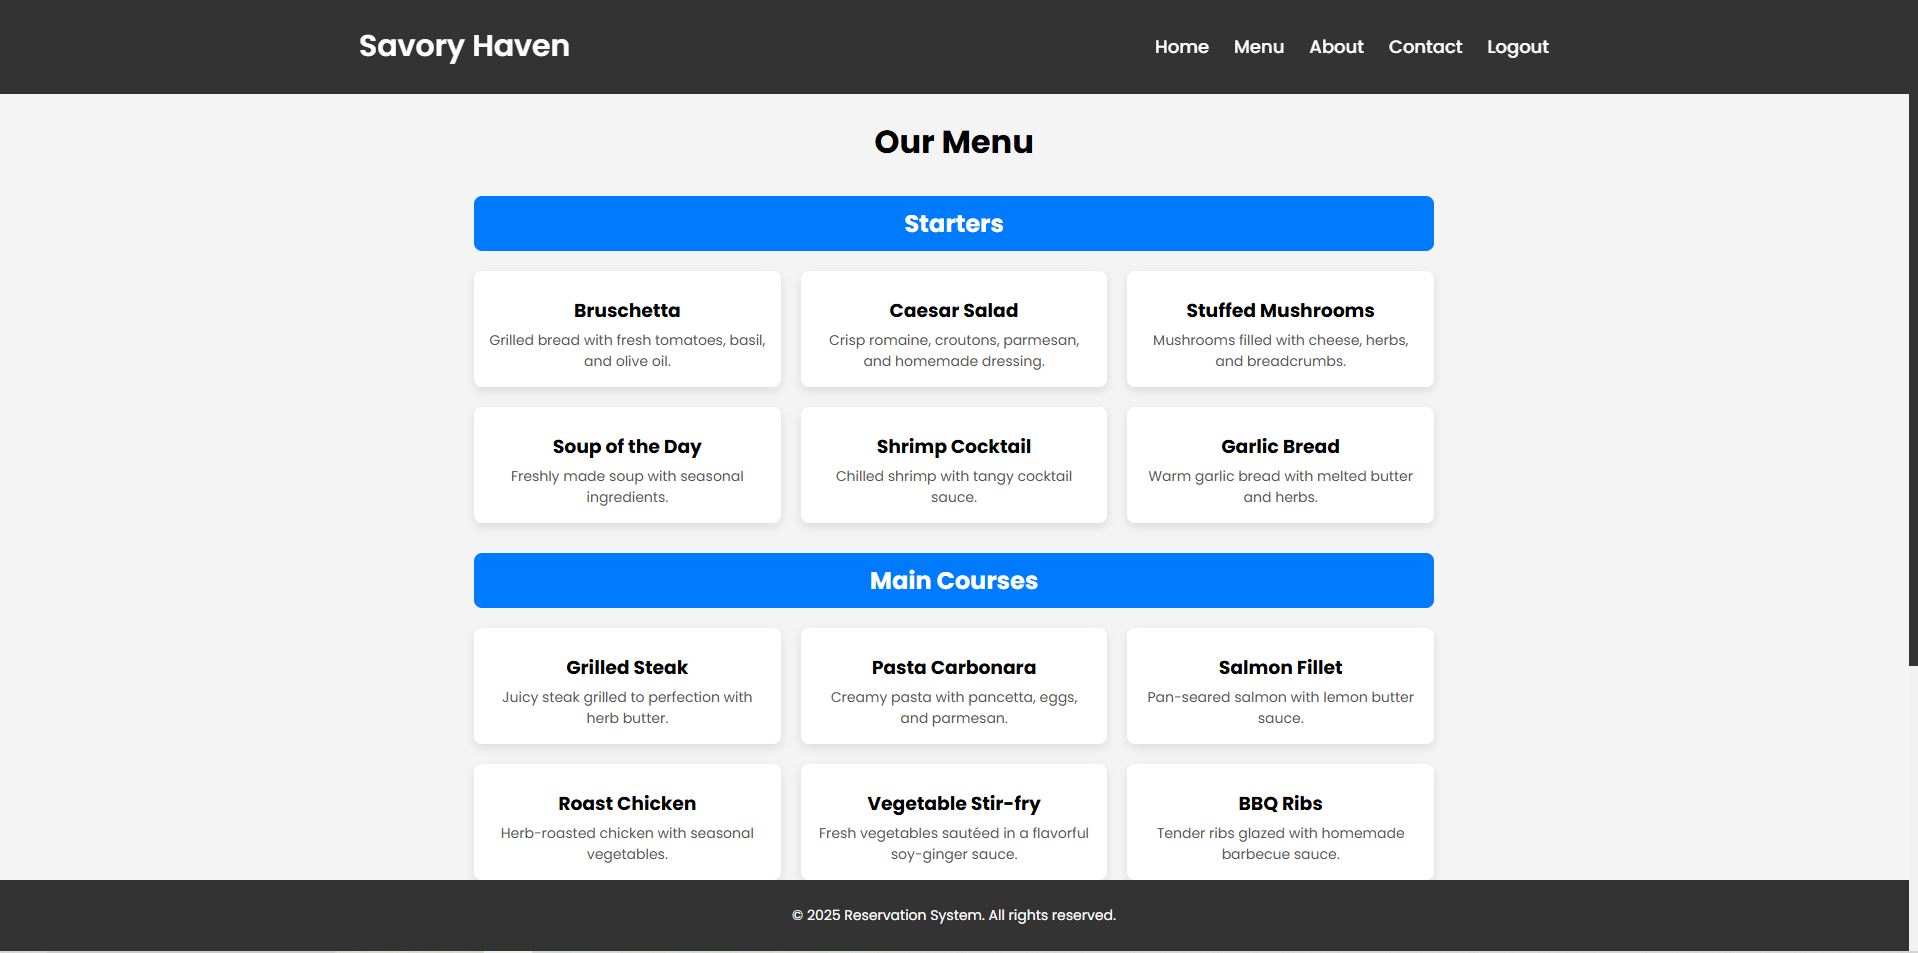 Savory Haven
Home Menu About Contact Logout
Our Menu
Starters
Bruschetta
Grilled bread with fresh tomatoes, basil,
and olive oil.
Caesar Salad
Crisp romaine, croutons, parmesan,
and homemade dressing.
Stuffed Mushrooms
Mushrooms filled with cheese, herbs,
and breadcrumbs.
Soup of the Day
Freshly made soup with seasonal
ingredients.
Shrimp Cocktail
Chilled shrimp with tangy cocktail
sauce.
Garlic Bread
Warm garlic bread with melted butter
and herbs.
Main Courses
Grilled Steak
Juicy steak grilled to perfection with
herb butter.
Pasta Carbonara
Creamy pasta with pancetta, eggs,
and parmesan.
Salmon Fillet
Pan-seared salmon with lemon butter
sauce.
Roast Chicken
Herb-roasted chicken with seasonal
vegetables.
Vegetable Stir-fry
Fresh vegetables sautéed in a flavorful
soy-ginger sauce.
BBQ Ribs
Tender ribs glazed with homemade
barbecue sauce.
© 2025 Reservation System. All rights reserved.